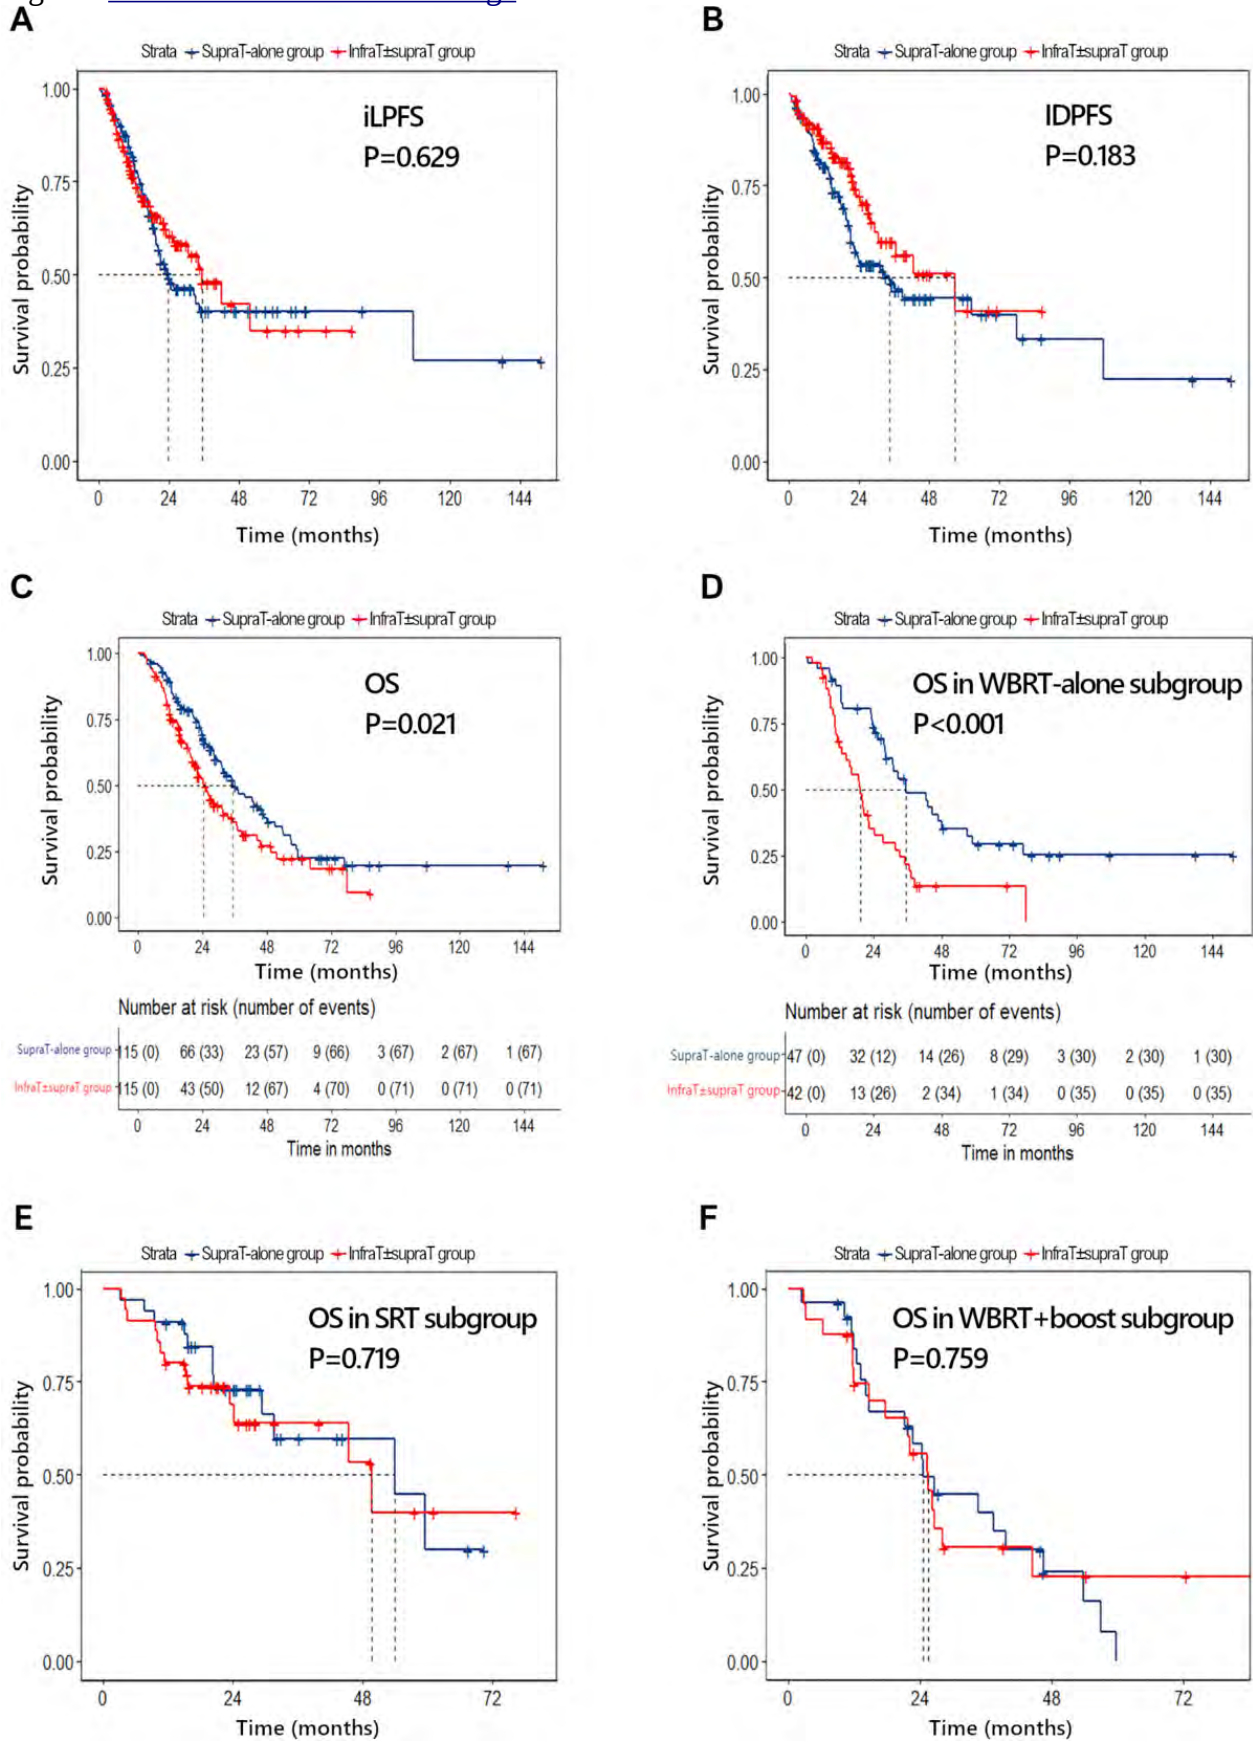 A
Strata SupraT-alone group InfraT±supraT group
iLPFS
P=0.629
Survival probability
1.00
0.75
0.50
0.25
0.00
0 24 48 72 96 120 144
Time (months)
B
Strata SupraT-alone group InfraT±supraT group
IDPFS
P=0.183
Survival probability
1.00
0.75
0.50
0.25
0.00
0 24 48 72 96 120 144
Time (months)
C
Strata SupraT-alone group InfraT±supraT group
OS
P=0.021
Survival probability
1.00
0.75
0.50
0.25
0.00
0 24 48 72 96 120 144
Time (months)
Number at risk (number of events)
SupraT-alone group 115 (0) 66 (33) 23 (57) 9 (66) 3 (67) 2 (67) 1 (67)
InfraT±supraT group 115 (0) 43 (50) 12 (67) 4 (70) 0 (71) 0 (71) 0 (71)
0 24 48 72 96 120 144
Time in months
D
Strata SupraT-alone group InfraT±supraT group
OS in WBRT-alone subgroup
P<0.001
Survival probability
1.00
0.75
0.50
0.25
0.00
0 24 48 72 96 120 144
Time (months)
Number at risk (number of events)
SupraT-alone group 47 (0) 32 (12) 14 (26) 8 (29) 3 (30) 2 (30) 1 (30)
InfraT±supraT group 42 (0) 13 (26) 2 (34) 1 (34) 0 (35) 0 (35) 0 (35)
0 24 48 72 96 120 144
Time in months
E
Strata SupraT-alone group InfraT±supraT group
OS in SRT subgroup
P=0.719
Survival probability
1.00
0.75
0.50
0.25
0.00
0 24 48 72
Time (months)
F
Strata SupraT-alone group InfraT±supraT group
OS in WBRT+boost subgroup
P=0.759
Survival probability
1.00
0.75
0.50
0.25
0.00
0 24 48 72
Time (months)